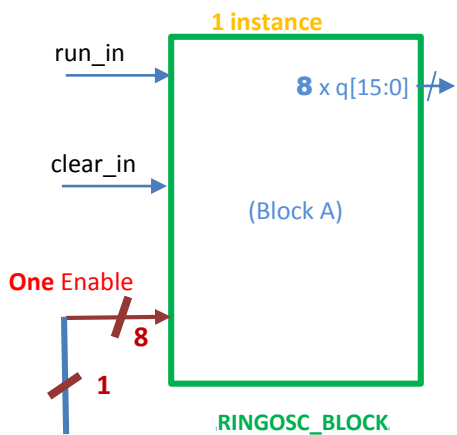 1 instance
run_in
8 x q[15:0]
clear_in
(Block A)
One Enable
8
1
RINGOSC_BLOCK